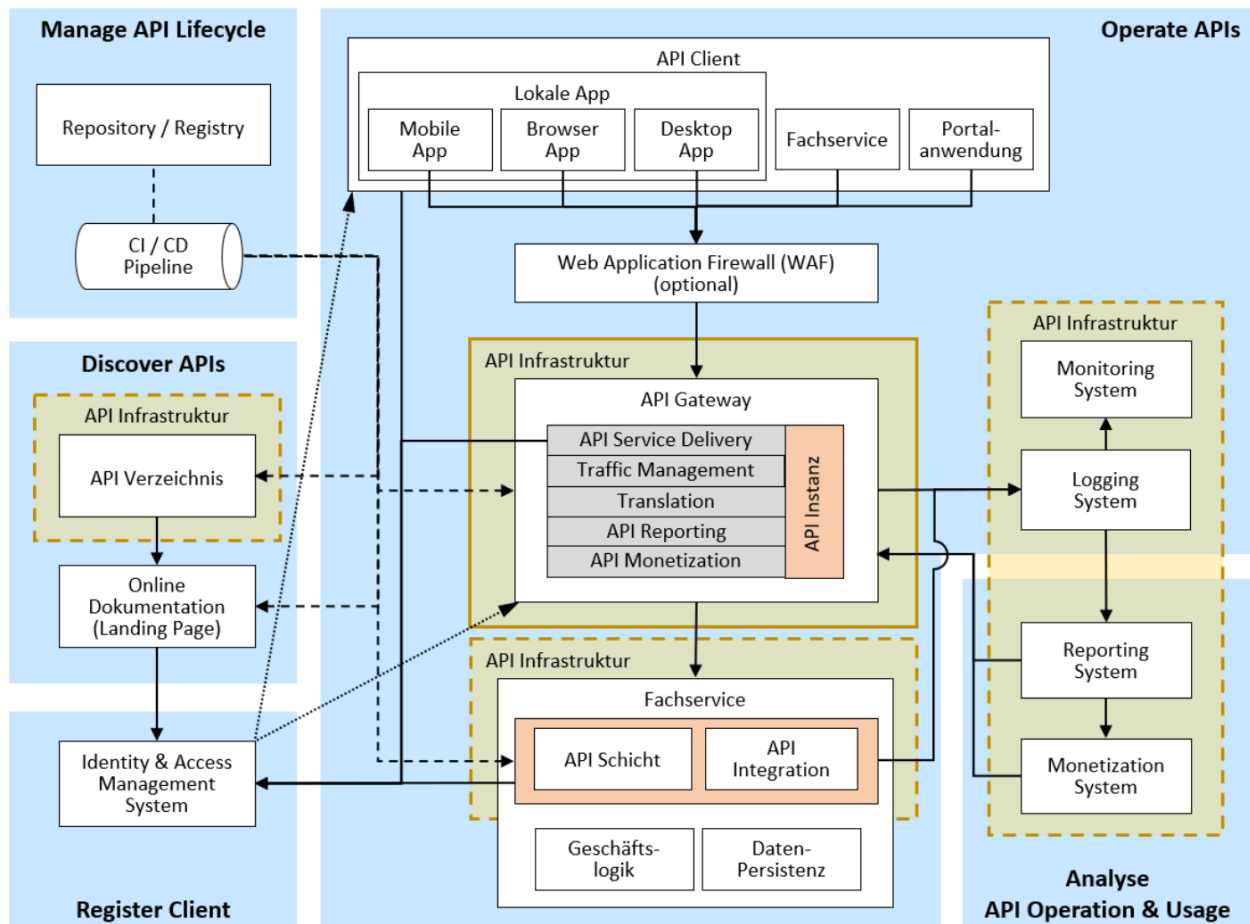 Manage API Lifecycle
Repository / Registry
CI / CD
Pipeline
Discover APIs
API Infrastruktur
API Verzeichnis
Online
Dokumentation
(Landing Page)
Identity & Access
Management
System
Register Client
Operate APIs
API Client
Lokale App
Mobile
App
Browser
App
Desktop
App
Fachservice
Portal-
anwendung
Web Application Firewall (WAF)
(optional)
API Infrastruktur
API Gateway
API Service Delivery
Traffic Management
Translation
API Reporting
API Monetization
API Instanz
API Infrastruktur
Fachservice
API Schicht
API
Integration
Geschäfts-
logik
Daten-
Persistenz
API Infrastruktur
Monitoring
System
Logging
System
Reporting
System
Monetization
System
Analyse
API Operation & Usage